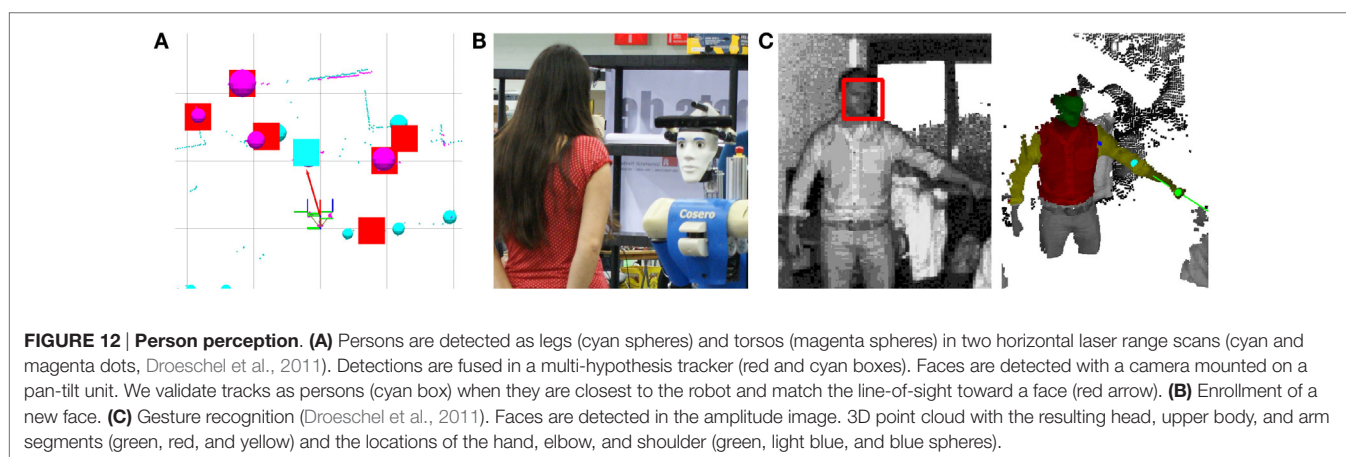 A
B
C
Cosero
FIGURE 12 | Person perception. (A) Persons are detected as legs (cyan spheres) and torsos (magenta spheres) in two horizontal laser range scans (cyan and
magenta dots, Droeschel et al., 2011). Detections are fused in a multi-hypothesis tracker (red and cyan boxes). Faces are detected with a camera mounted on a
pan-tilt unit. We validate tracks as persons (cyan box) when they are closest to the robot and match the line-of-sight toward a face (red arrow). (B) Enrollment of a
new face. (C) Gesture recognition (Droeschel et al., 2011). Faces are detected in the amplitude image. 3D point cloud with the resulting head, upper body, and arm
segments (green, red, and yellow) and the locations of the hand, elbow, and shoulder (green, light blue, and blue spheres).